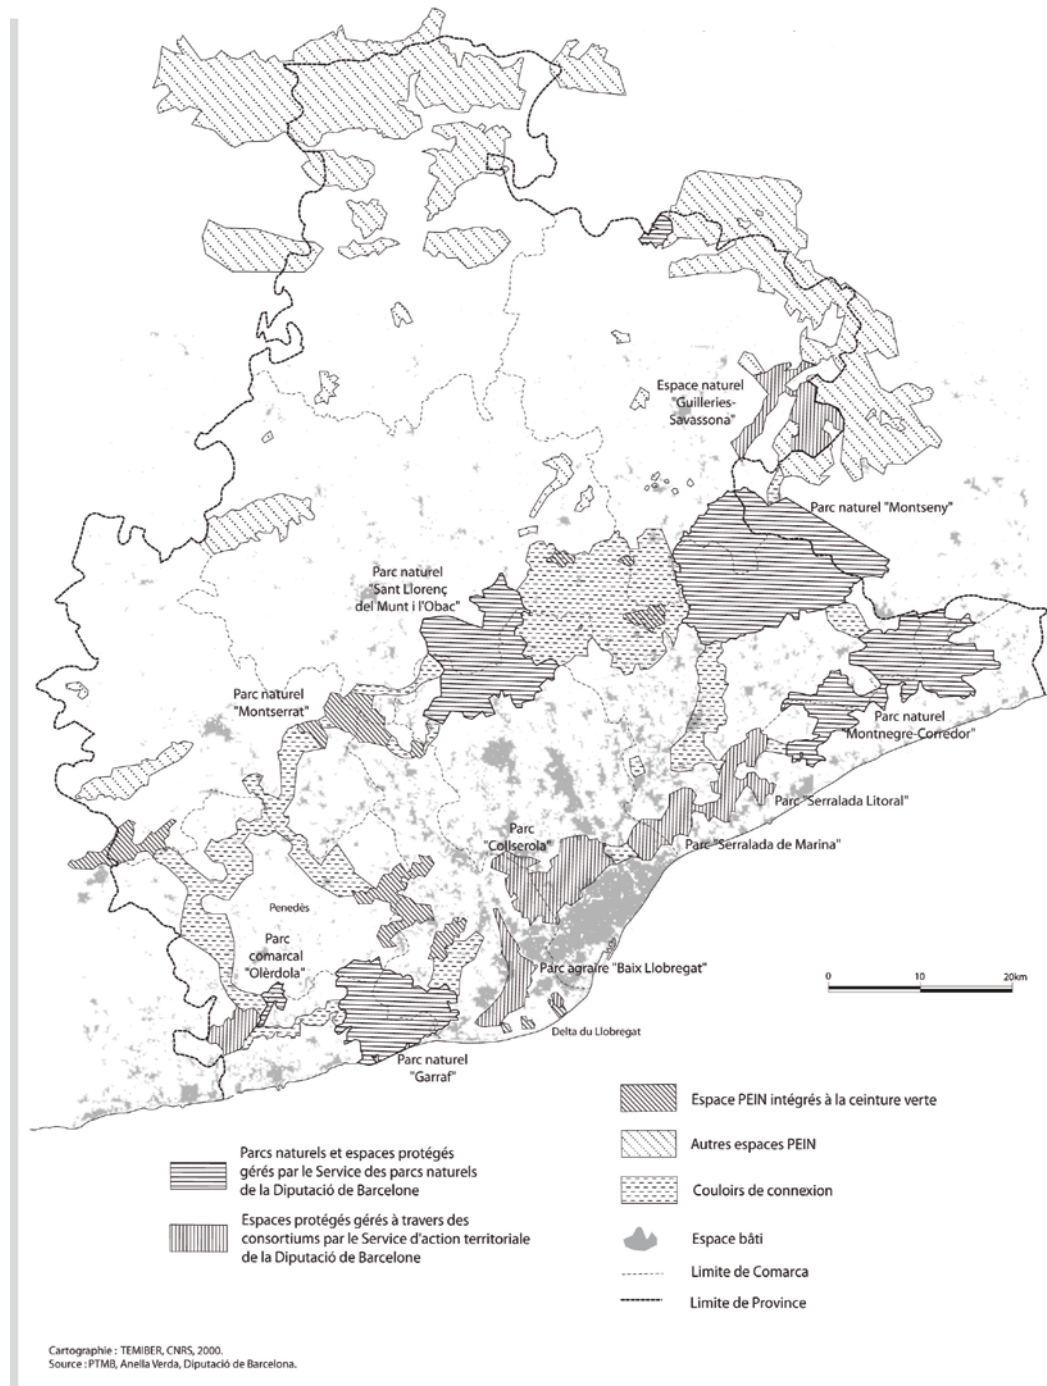 Espace naturel
"Guilleries-
Savassona"
Parc naturel "Montseny"
Parc naturel
"Sant Llorenç
del Munt i l'Obac"
Parc naturel
"Montserrat"
Parc naturel
"Montnegre-Corredor"
Parc "Serralada Litoral"
Parc
"Collserola"
Parc "Serralada de Marina"
Penedès
Parc
comarcal
"Olèrdola"
Parc agraire "Baix Llobregat"
0 10 20km
Delta du Llobregat
Parc naturel
"Garraf"
Parcs naturels et espaces protégés
gérés par le Service des parcs naturels
de la Diputació de Barcelone
Espaces protégés gérés à travers des
consortiums par le Service d'action territoriale
de la Diputació de Barcelone
Espace PEIN intégrés à la ceinture verte
Autres espaces PEIN
Couloirs de connexion
Espace bâti
Limite de Comarca
Limite de Province
Cartographie : TEMIBER, CNRS, 2000.
Source : PTMB, Anella Verda, Diputació de Barcelona.